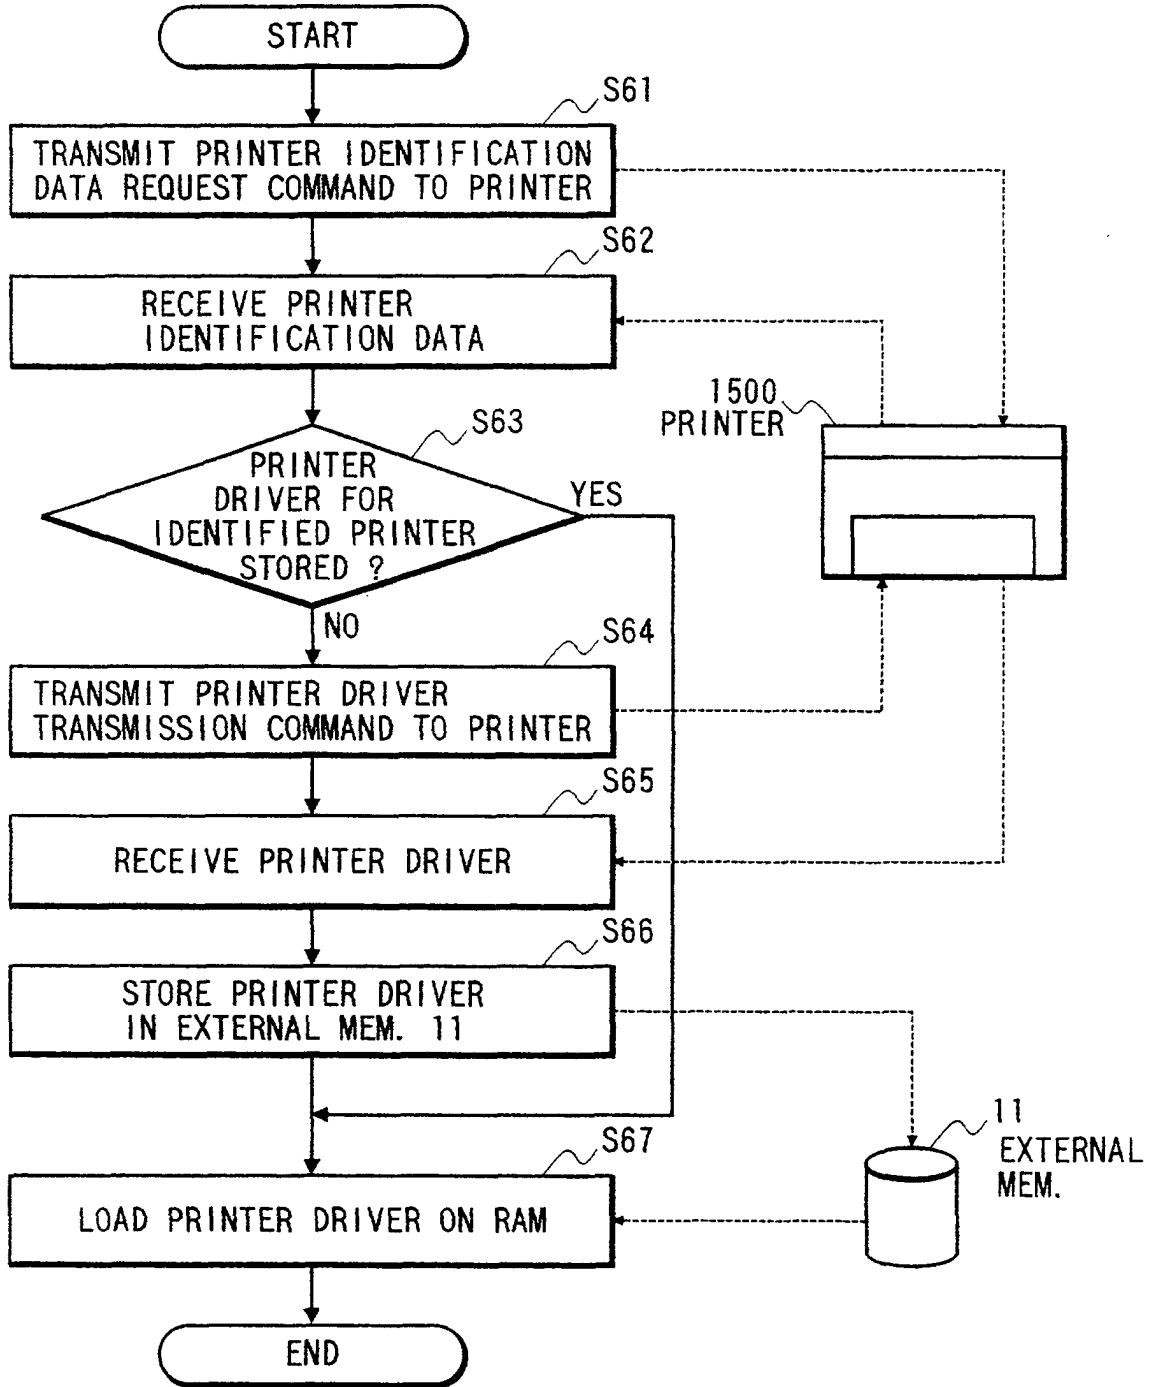 START
S61
TRANSMIT PRINTER IDENTIFICATION
DATA REQUEST COMMAND TO PRINTER
S62
RECEIVE PRINTER
IDENTIFICATION DATA
1500
PRINTER
S63
PRINTER
DRIVER FOR
IDENTIFIED PRINTER
STORED ?
YES
NO
S64
TRANSMIT PRINTER DRIVER
TRANSMISSION COMMAND TO PRINTER
S65
RECEIVE PRINTER DRIVER
S66
STORE PRINTER DRIVER
IN EXTERNAL MEM. 11
11
EXTERNAL
MEM.
S67
LOAD PRINTER DRIVER ON RAM
END